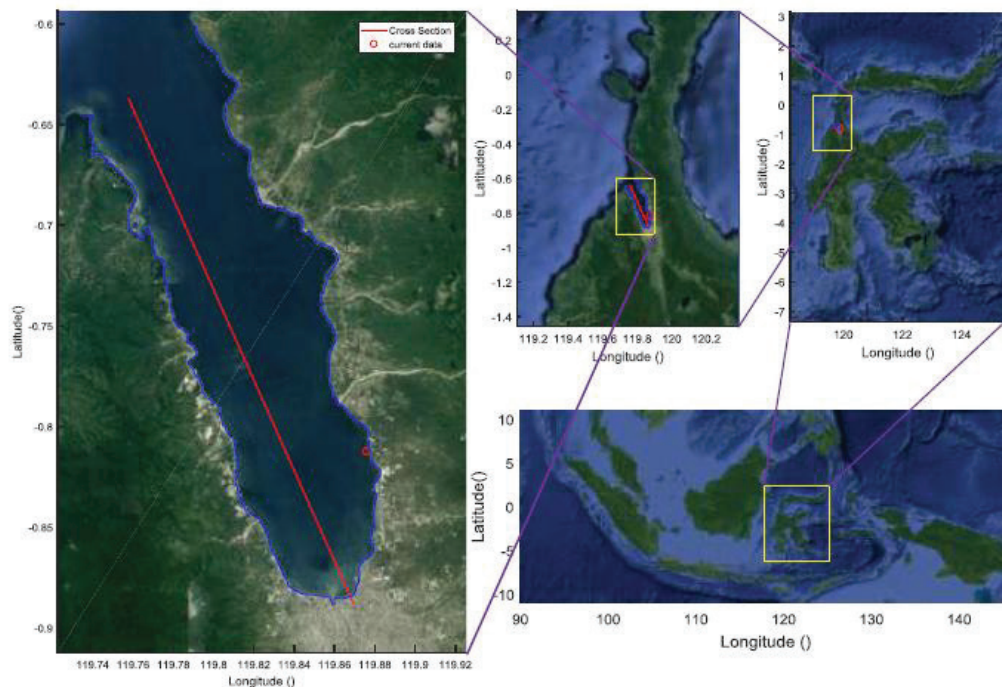 -0.6
-0.65
-0.7
-0.75
-0.8
-0.85
-0.9
Latitude()
119.74 119.76 119.78 119.8 119.82 119.84 119.86 119.88 119.9 119.92
Longitude ()
Cross Section
current data
0.2
0
-0.2
-0.4
-0.6
-0.8
-1
-1.2
-1.4
Latitude()
119.2 119.4 119.6 119.8 120 120.2
Longitude ()
3
2
1
0
-1
-2
-3
-4
-5
-6
-7
Latitude()
120 122 124
Longitude ()
10
5
0
-5
-10
Latitude()
90 100 110 120 130 140
Longitude ()